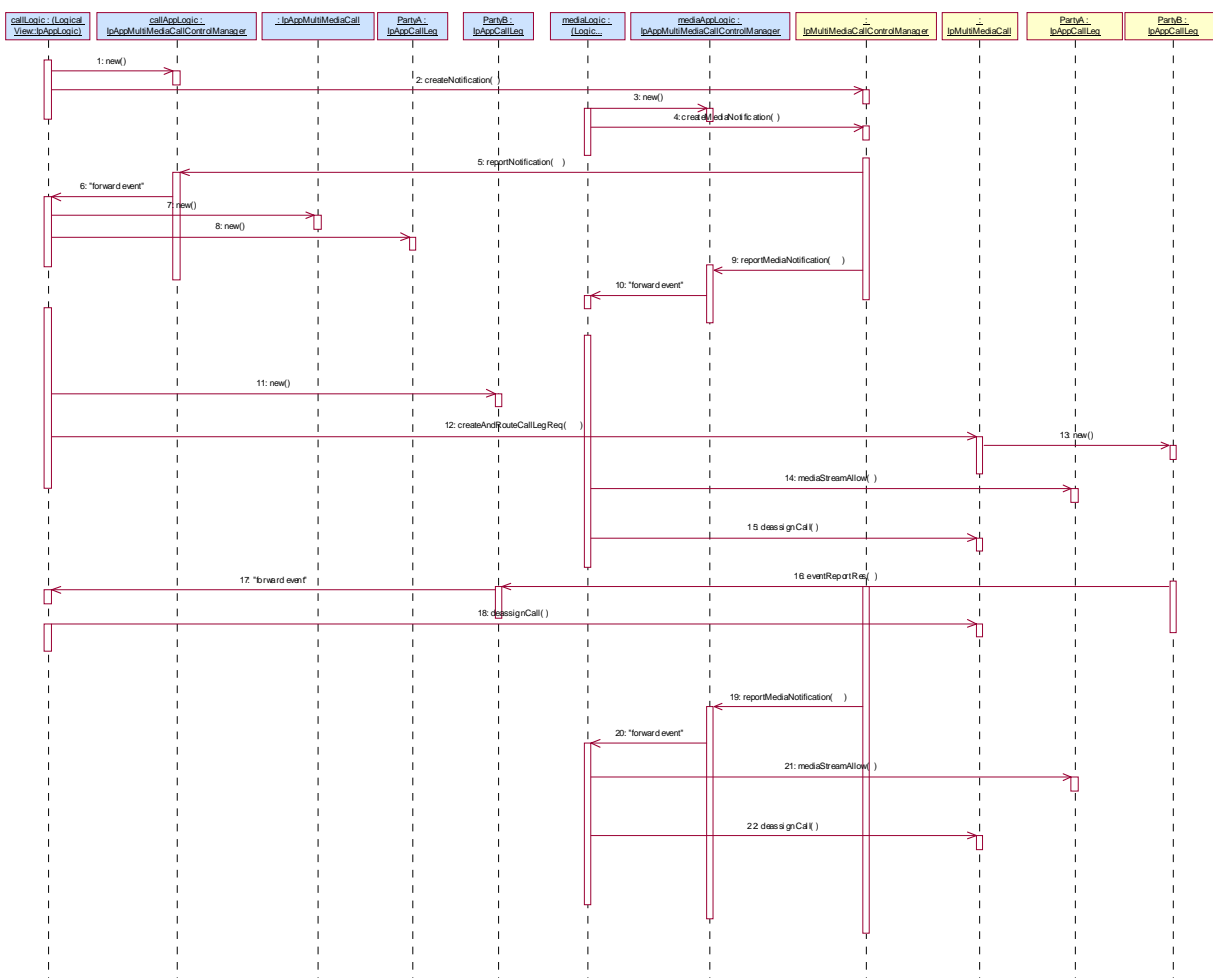 callLogic : (Logical
View::IpAppLogic)
callAppLogic :
IpAppMultiMediaCallControlManager
: IpAppMultiMediaCall
PartyA :
IpAppCallLeg
PartyB :
IpAppCallLeg
mediaLogic :
(Logic...
mediaAppLogic :
IpAppMultiMediaCallControlManager
:
IpMultiMediaCallControlManager
:
IpMultiMediaCall
PartyA :
IpAppCallLeg
PartyB :
IpAppCallLeg
1: new()
2: createNotification( )
3: new()
4: createMediaNotification( )
5: reportNotification( )
6: "forward event"
7: new()
8: new()
9: reportMediaNotification( )
10: "forward event"
11: new()
12: createAndRouteCallLegReq( )
13: new()
14: mediaStreamAllow( )
15: deassignCall( )
16: eventReportRes( )
17: "forward event"
18: deassignCall( )
19: reportMediaNotification( )
20: "forward event"
21: mediaStreamAllow( )
22: deassignCall( )